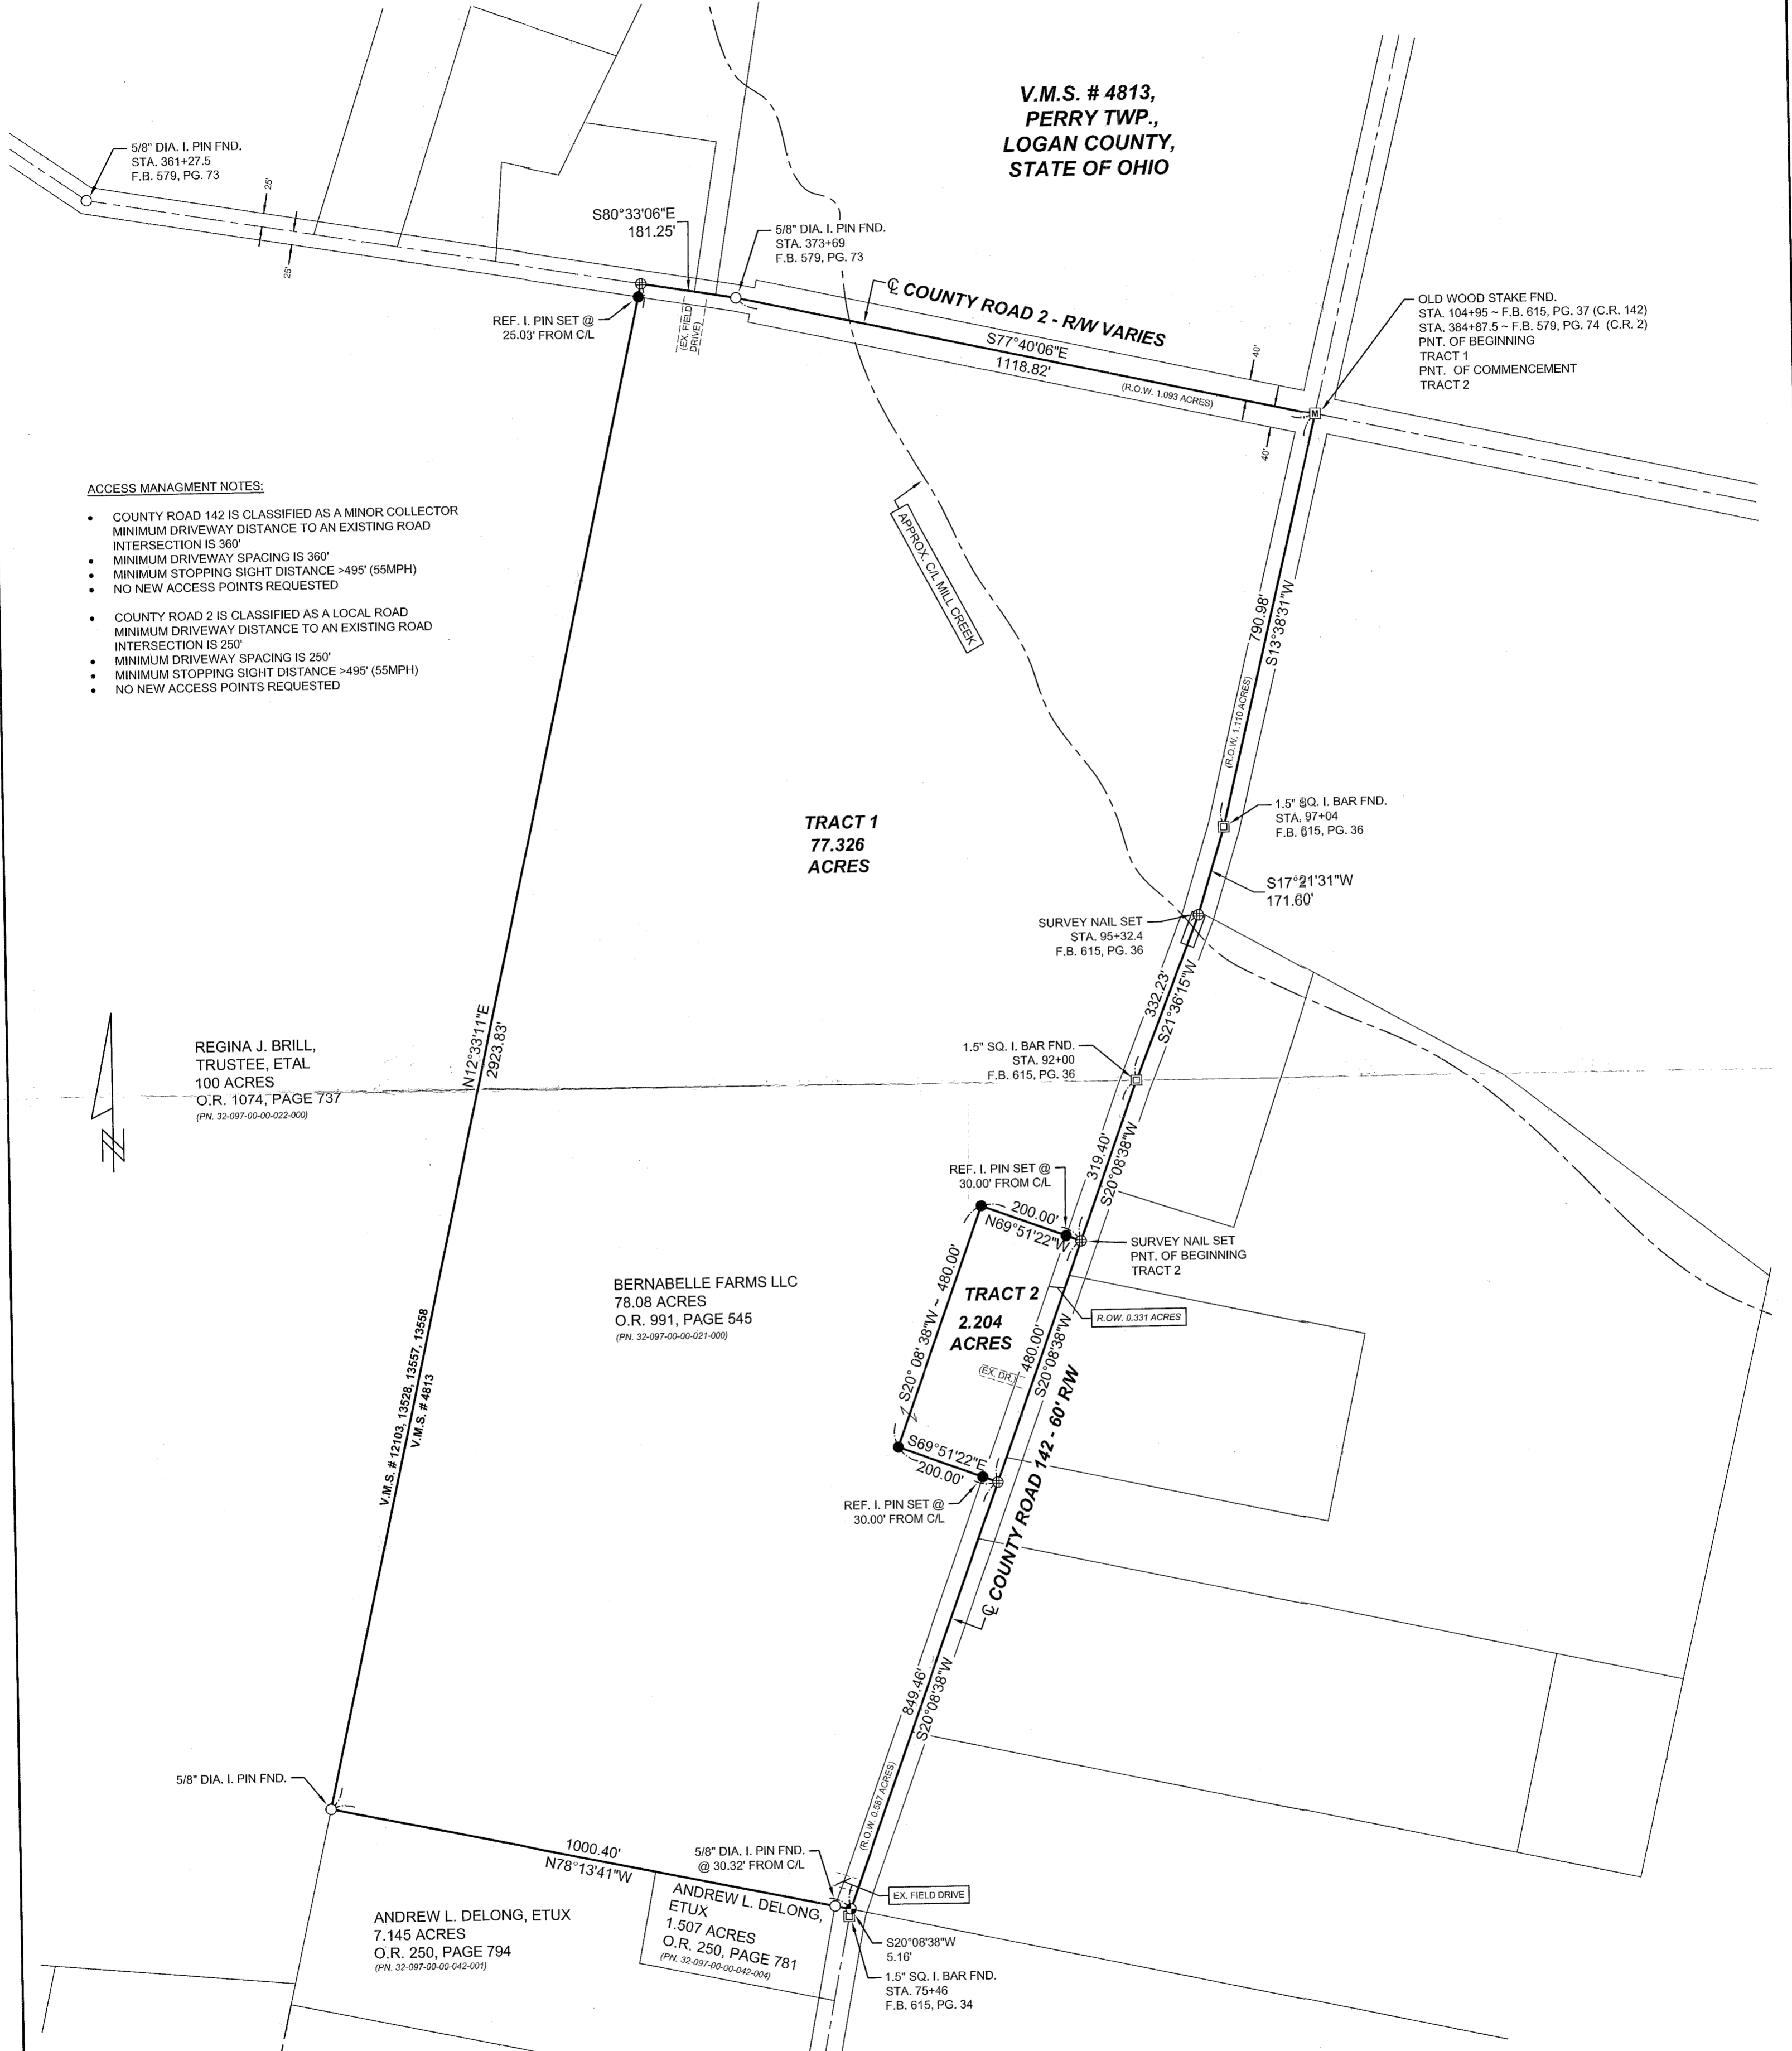 V.M.S. # 4813,
PERRY TWP.,
LOGAN COUNTY,
STATE OF OHIO
5/8" DIA. I. PIN FND.
STA. 361+27.5
F.B. 579, PG. 73
25'
25'
S80°33'06"E
181.25'
5/8" DIA. I. PIN FND.
STA. 373+69
F.B. 579, PG. 73
REF. I. PIN SET @
25.03' FROM C/L
(EX. FIELD
DRIVE)
℄ COUNTY ROAD 2 - R/W VARIES
S77°40'06"E
1118.82'
(R.O.W. 1.093 ACRES)
40'
40'
OLD WOOD STAKE FND.
STA. 104+95 ~ F.B. 615, PG. 37 (C.R. 142)
STA. 384+87.5 ~ F.B. 579, PG. 74 (C.R. 2)
PNT. OF BEGINNING
TRACT 1
PNT. OF COMMENCEMENT
TRACT 2
M
ACCESS MANAGMENT NOTES:
• COUNTY ROAD 142 IS CLASSIFIED AS A MINOR COLLECTOR
MINIMUM DRIVEWAY DISTANCE TO AN EXISTING ROAD
INTERSECTION IS 360'
• MINIMUM DRIVEWAY SPACING IS 360'
• MINIMUM STOPPING SIGHT DISTANCE >495' (55MPH)
• NO NEW ACCESS POINTS REQUESTED
• COUNTY ROAD 2 IS CLASSIFIED AS A LOCAL ROAD
MINIMUM DRIVEWAY DISTANCE TO AN EXISTING ROAD
INTERSECTION IS 250'
• MINIMUM DRIVEWAY SPACING IS 250'
• MINIMUM STOPPING SIGHT DISTANCE >495' (55MPH)
• NO NEW ACCESS POINTS REQUESTED
APPROX. C/L MILL CREEK
790.98'
S13°38'31"W
(R.O.W. 1.110 ACRES)
TRACT 1
77.326
ACRES
1.5" SQ. I. BAR FND.
STA. 97+04
F.B. 615, PG. 36
S17°21'31"W
171.60'
SURVEY NAIL SET
STA. 95+32.4
F.B. 615, PG. 36
332.23'
S21°36'15"W
N12°33'11"E
2923.83'
REGINA J. BRILL,
TRUSTEE, ETAL
100 ACRES
O.R. 1074, PAGE 737
(PN. 32-097-00-00-022-000)
N
1.5" SQ. I. BAR FND.
STA. 92+00
F.B. 615, PG. 36
319.40'
S20°08'38"W
REF. I. PIN SET @
30.00' FROM C/L
200.00'
N69°51'22"W
SURVEY NAIL SET
PNT. OF BEGINNING
TRACT 2
BERNABELLE FARMS LLC
78.08 ACRES
O.R. 991, PAGE 545
(PN. 32-097-00-00-021-000)
S20° 08' 38"W ~ 480.00'
TRACT 2
2.204
ACRES
R.OW. 0.331 ACRES
(EX. DR.)
480.00'
S20°08'38"W
V.M.S. # 12103, 13528, 13557, 13558
V.M.S. # 4813
S69°51'22"E
200.00'
REF. I. PIN SET @
30.00' FROM C/L
℄ COUNTY ROAD 142 - 60' R/W
849.46'
S20°08'38"W
(R.O.W. 0.587 ACRES)
5/8" DIA. I. PIN FND.
1000.40'
N78°13'41"W
5/8" DIA. I. PIN FND.
@ 30.32' FROM C/L
EX. FIELD DRIVE
ANDREW L. DELONG, ETUX
7.145 ACRES
O.R. 250, PAGE 794
(PN. 32-097-00-00-042-001)
ANDREW L. DELONG,
ETUX
1.507 ACRES
O.R. 250, PAGE 781
(PN. 32-097-00-00-042-004)
S20°08'38"W
5.16'
1.5" SQ. I. BAR FND.
STA. 75+46
F.B. 615, PG. 34